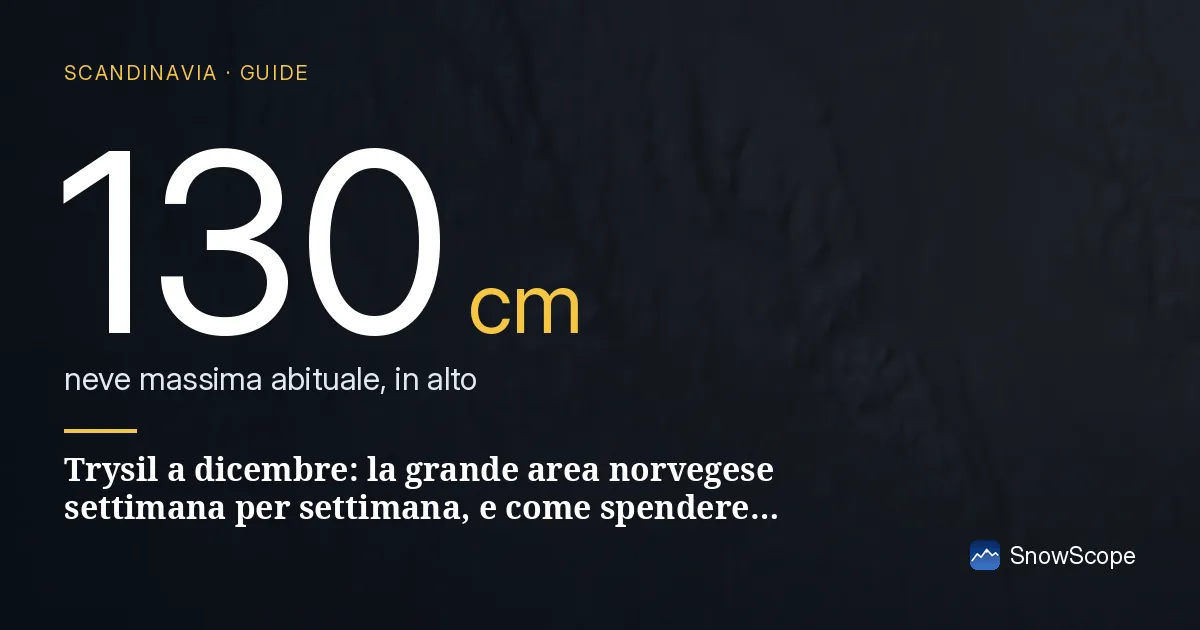 SCANDINAVIA · GUIDE
130 cm
neve massima abituale, in alto
Trysil a dicembre: la grande area norvegese
settimana per settimana, e come spendere...
SnowScope